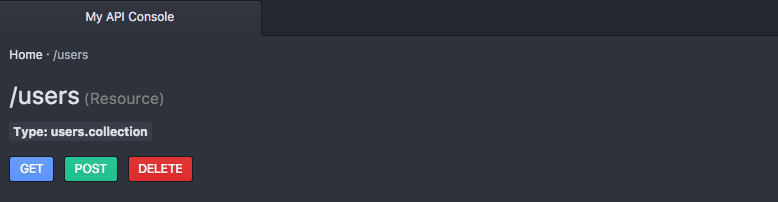 My API Console
Home · /users
/users (Resource)
Type: users.collection
GET POST DELETE